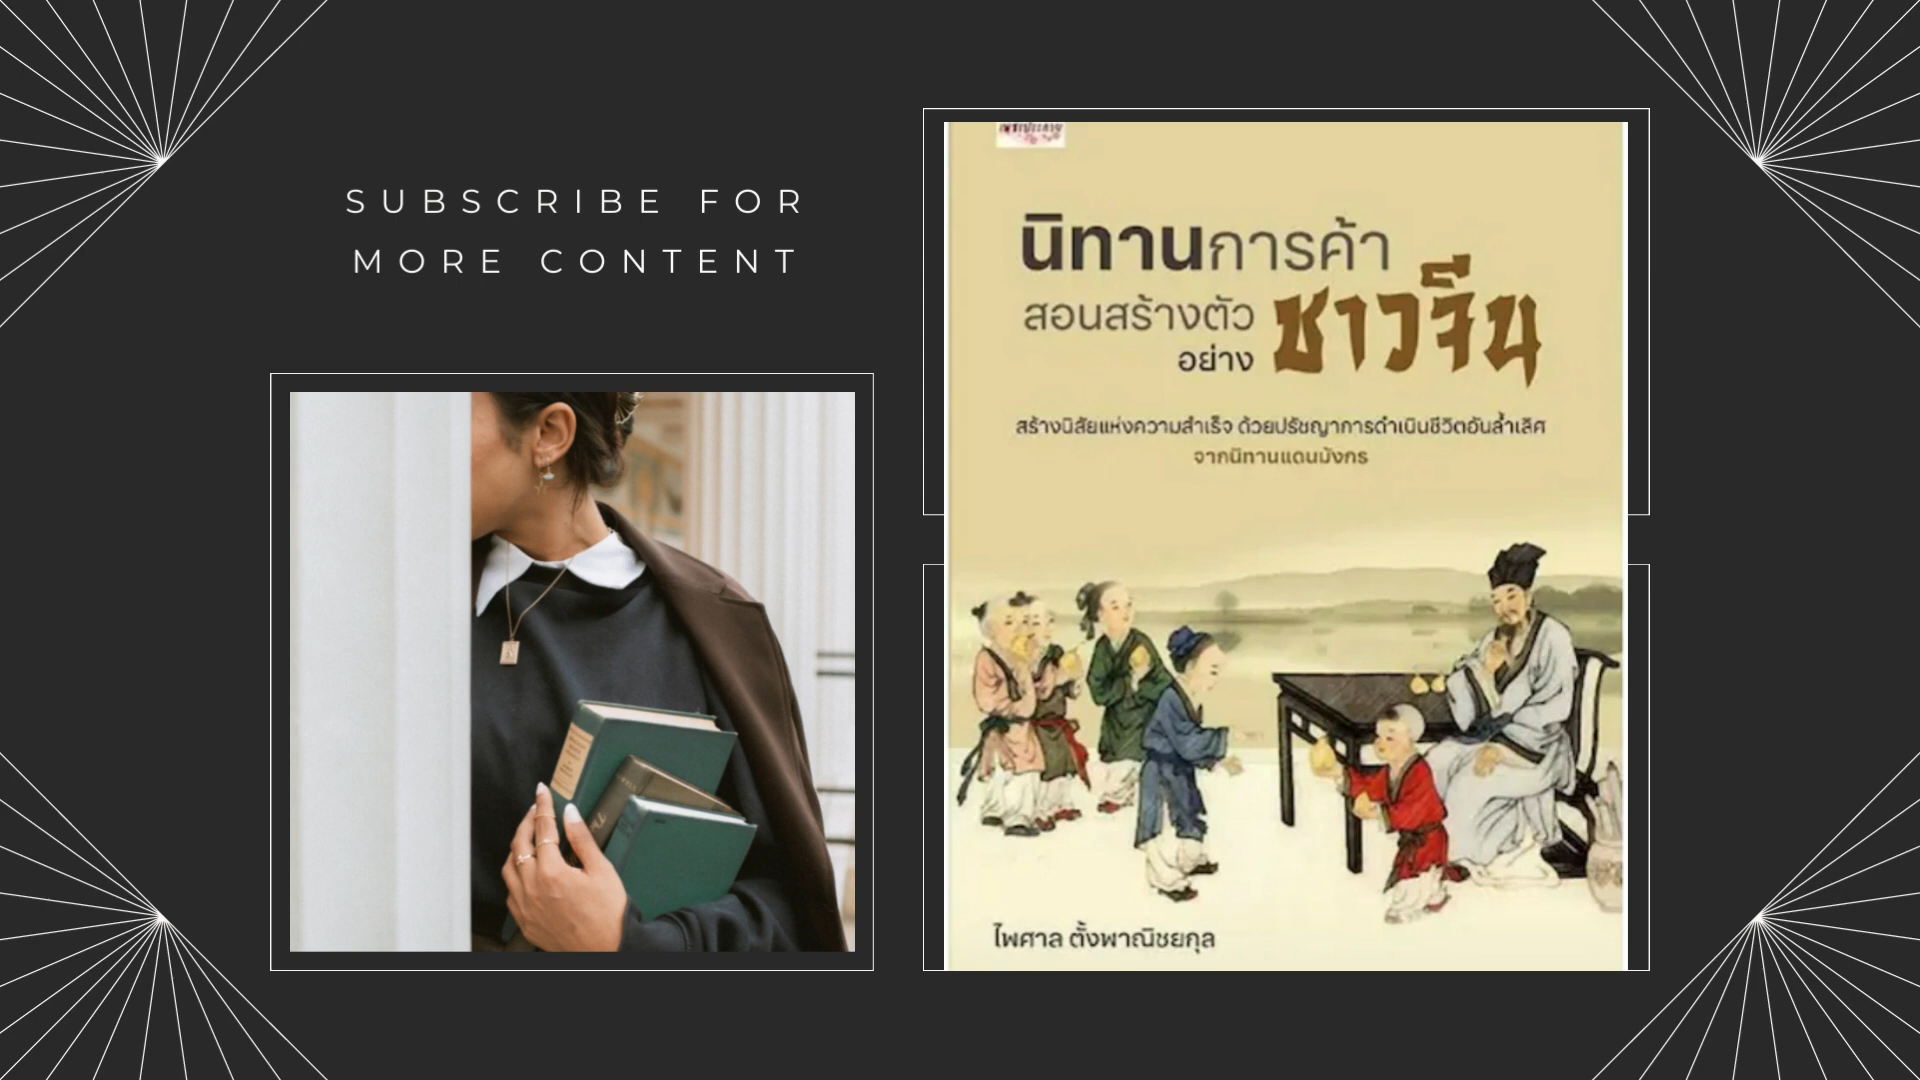 SUBSCRIBE FOR
MORE CONTENT
นิทานการค้า
สอนสร้างตัว
อย่าง ชาวจีน
สร้างนิสัยแห่งความสำเร็จ ด้วยปรัชญาการดำเนินชีวิตอันล้ำเลิศ
จากนิทานแดนมังกร
ไพศาล ตั้งพาณิชยกุล